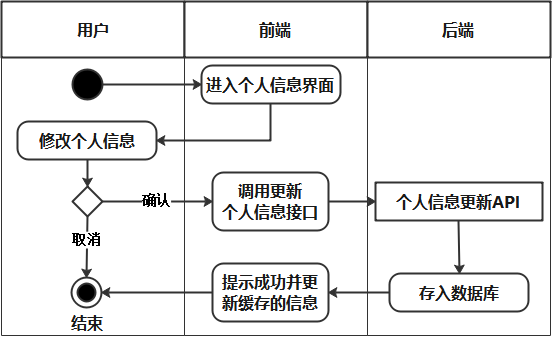 用户
前端
后端
进入个人信息界面
修改个人信息
确认
调用更新
个人信息接口
个人信息更新API
取消
提示成功并更
新缓存的信息
存入数据库
结束